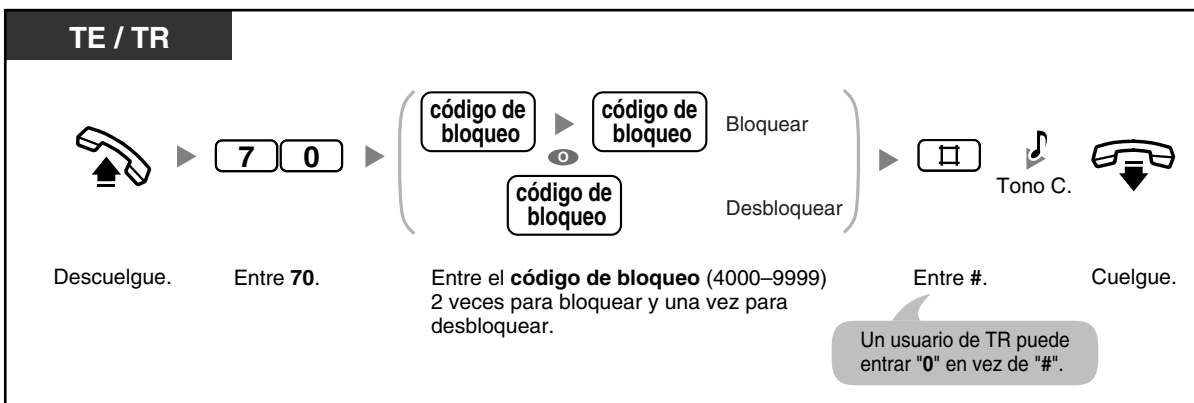 TE / TR
7 0
código de
bloqueo
código de
bloqueo
Bloquear
o
código de
bloqueo
Desbloquear
Tono C.
Descuelgue.
Entre 70.
Entre el código de bloqueo (4000–9999)
2 veces para bloquear y una vez para
desbloquear.
Entre #.
Cuelgue.
Un usuario de TR puede
entrar "0" en vez de "#".